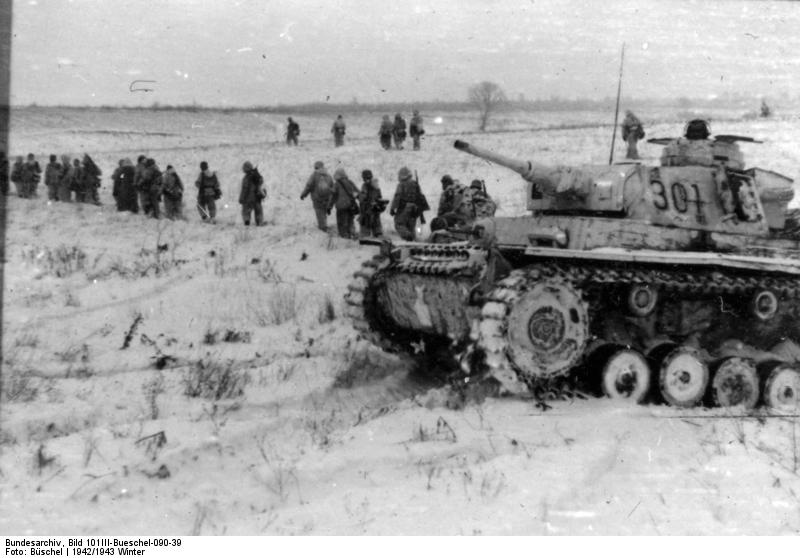 301
Bundesarchiv, Bild 101III-Bueschel-090-39
Foto: Büschel | 1942/1943 Winter